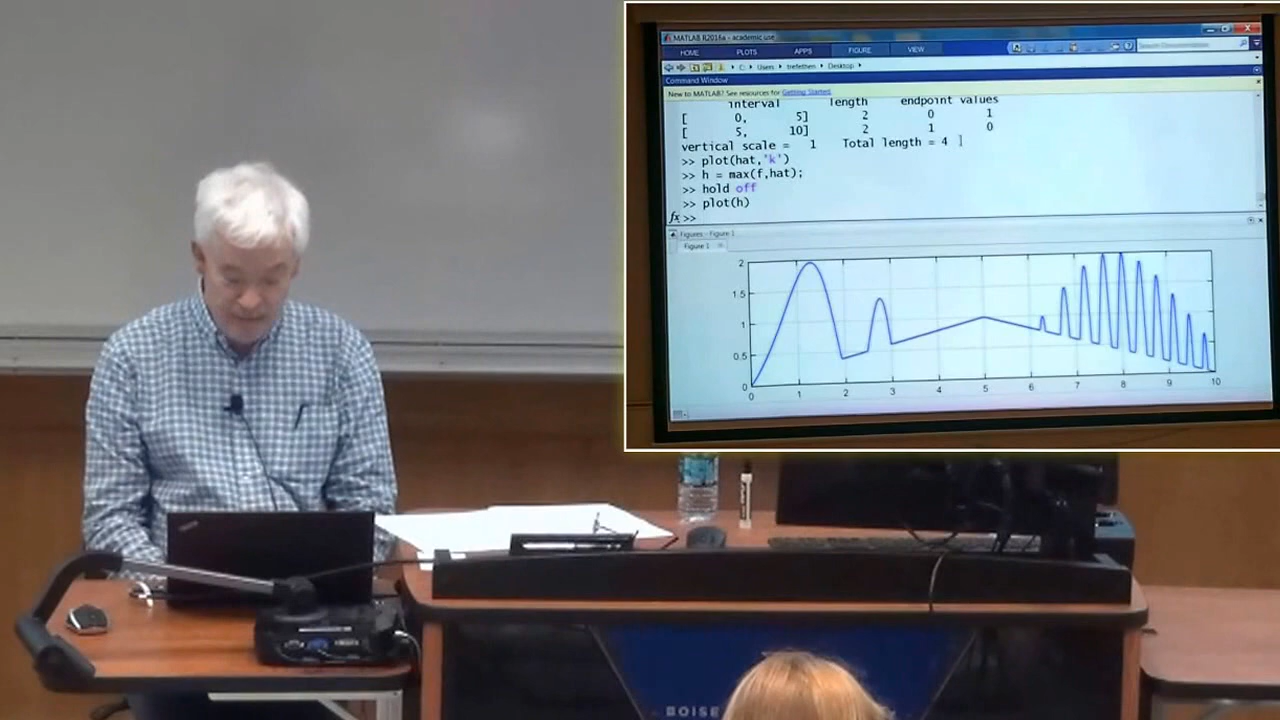 MATLAB R2016a - academic use
HOME PLOTS APPS FIGURE VIEW
C: Users trefethen Desktop
Command Window
New to MATLAB? See resources for Getting Started.
interval length endpoint values
[ 0, 5] 2 0 1
[ 5, 10] 2 1 0
vertical scale = 1 Total length = 4 ]
>> plot(hat,'k')
>> h = max(f,hat);
>> hold off
>> plot(h)
fx >>
Figures - Figure 1
Figure 1
2
1.5
1
0.5
0
0 1 2 3 4 5 6 7 8 9 10
BOISE